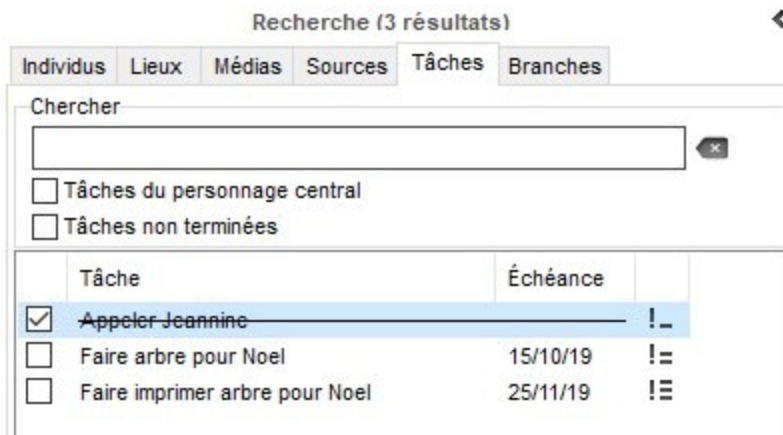 Recherche (3 résultats)
Individus Lieux Médias Sources Tâches Branches
Chercher
Tâches du personnage central
Tâches non terminées
Tâche Échéance
Appeler Jeannine
Faire arbre pour Noel 15/10/19
Faire imprimer arbre pour Noel 25/11/19